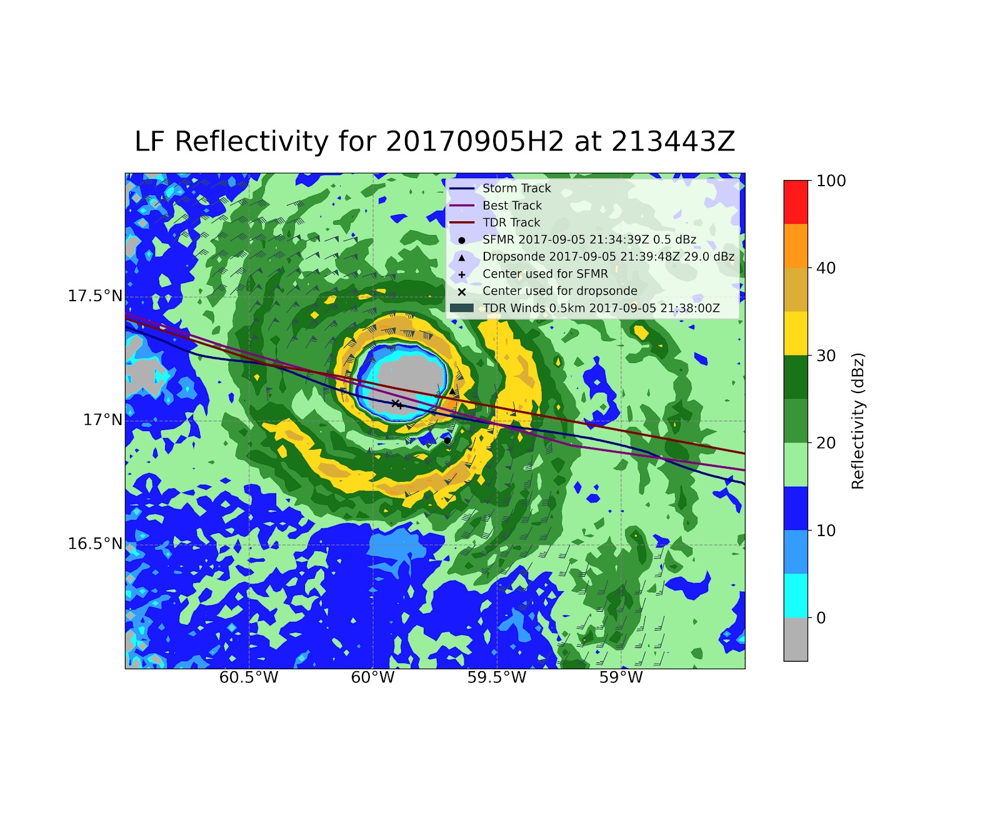 LF Reflectivity for 20170905H2 at 213443Z
Storm Track
Best Track
TDR Track
SFMR 2017-09-05 21:34:39Z 0.5 dBz
Dropsonde 2017-09-05 21:39:48Z 29.0 dBz
Center used for SFMR
Center used for dropsonde
TDR Winds 0.5km 2017-09-05 21:38:00Z
17.5°N
17°N
16.5°N
60.5°W
60°W
59.5°W
59°W
100
40
30
20
10
0
Reflectivity (dBz)